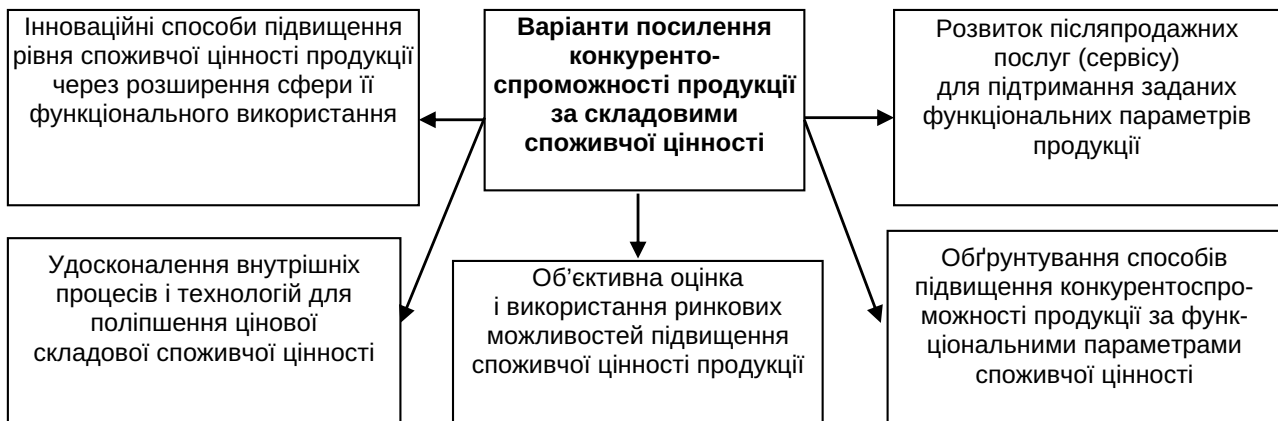 Інноваційні способи підвищення
рівня споживчої цінності продукції
через розширення сфери її
функціонального використання
Варіанти посилення
конкуренто-
спроможності продукції
за складовими
споживчої цінності
Розвиток післяпродажних
послуг (сервісу)
для підтримання заданих
функціональних параметрів
продукції
Удосконалення внутрішніх
процесів і технологій для
поліпшення цінової
складової споживчої цінності
Об’єктивна оцінка
і використання ринкових
можливостей підвищення
споживчої цінності продукції
Обґрунтування способів
підвищення конкурентоспро-
можності продукції за функ-
ціональними параметрами
споживчої цінності